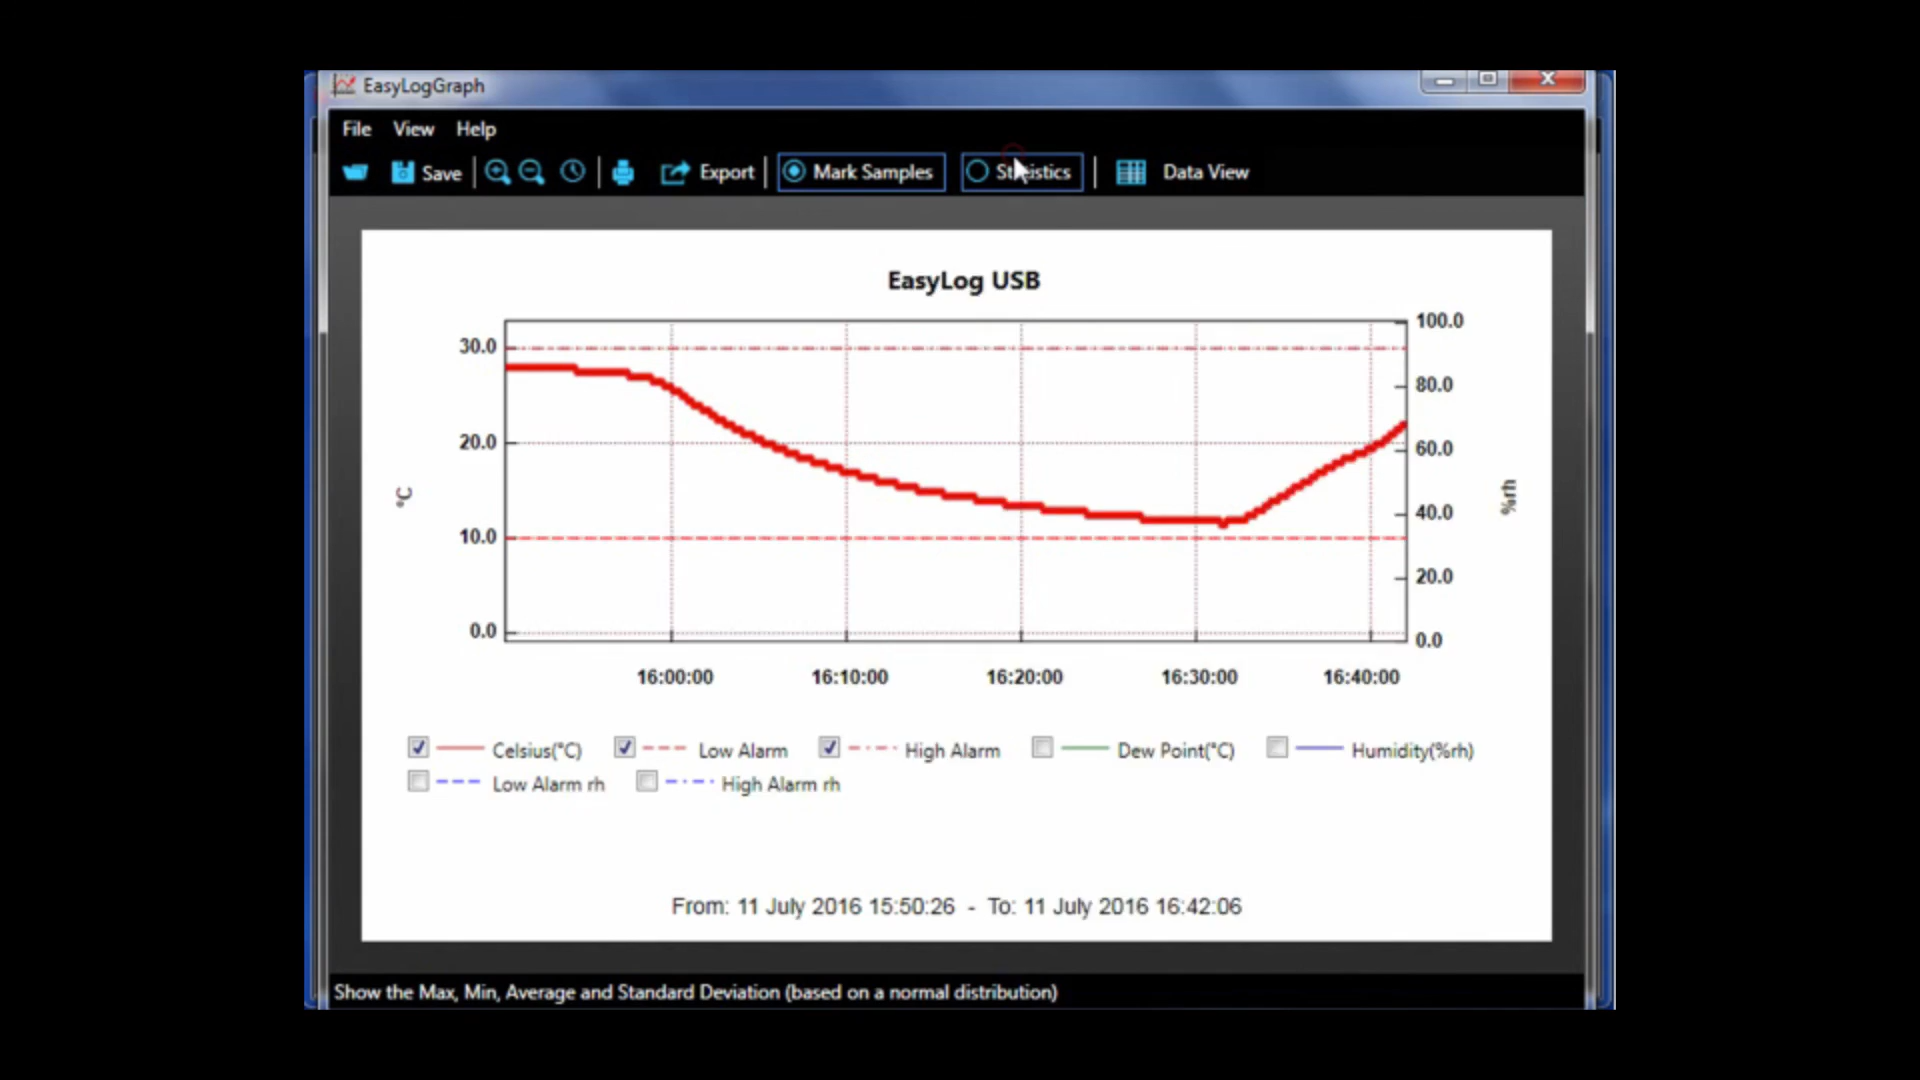 EasyLogGraph
File View Help
Save Export Mark Samples Statistics Data View
EasyLog USB
30.0
20.0
10.0
0.0
°C
100.0
80.0
60.0
40.0
20.0
0.0
%rh
16:00:00 16:10:00 16:20:00 16:30:00 16:40:00
Celsius(°C) Low Alarm High Alarm Dew Point(°C) Humidity(%rh)
Low Alarm rh High Alarm rh
From: 11 July 2016 15:50:26 - To: 11 July 2016 16:42:06
Show the Max, Min, Average and Standard Deviation (based on a normal distribution)